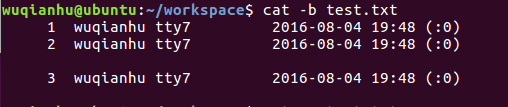 wuqianhu@ubuntu:~/workspace$ cat -b test.txt
1 wuqianhu tty7 2016-08-04 19:48 (:0)
2 wuqianhu tty7 2016-08-04 19:48 (:0)
3 wuqianhu tty7 2016-08-04 19:48 (:0)